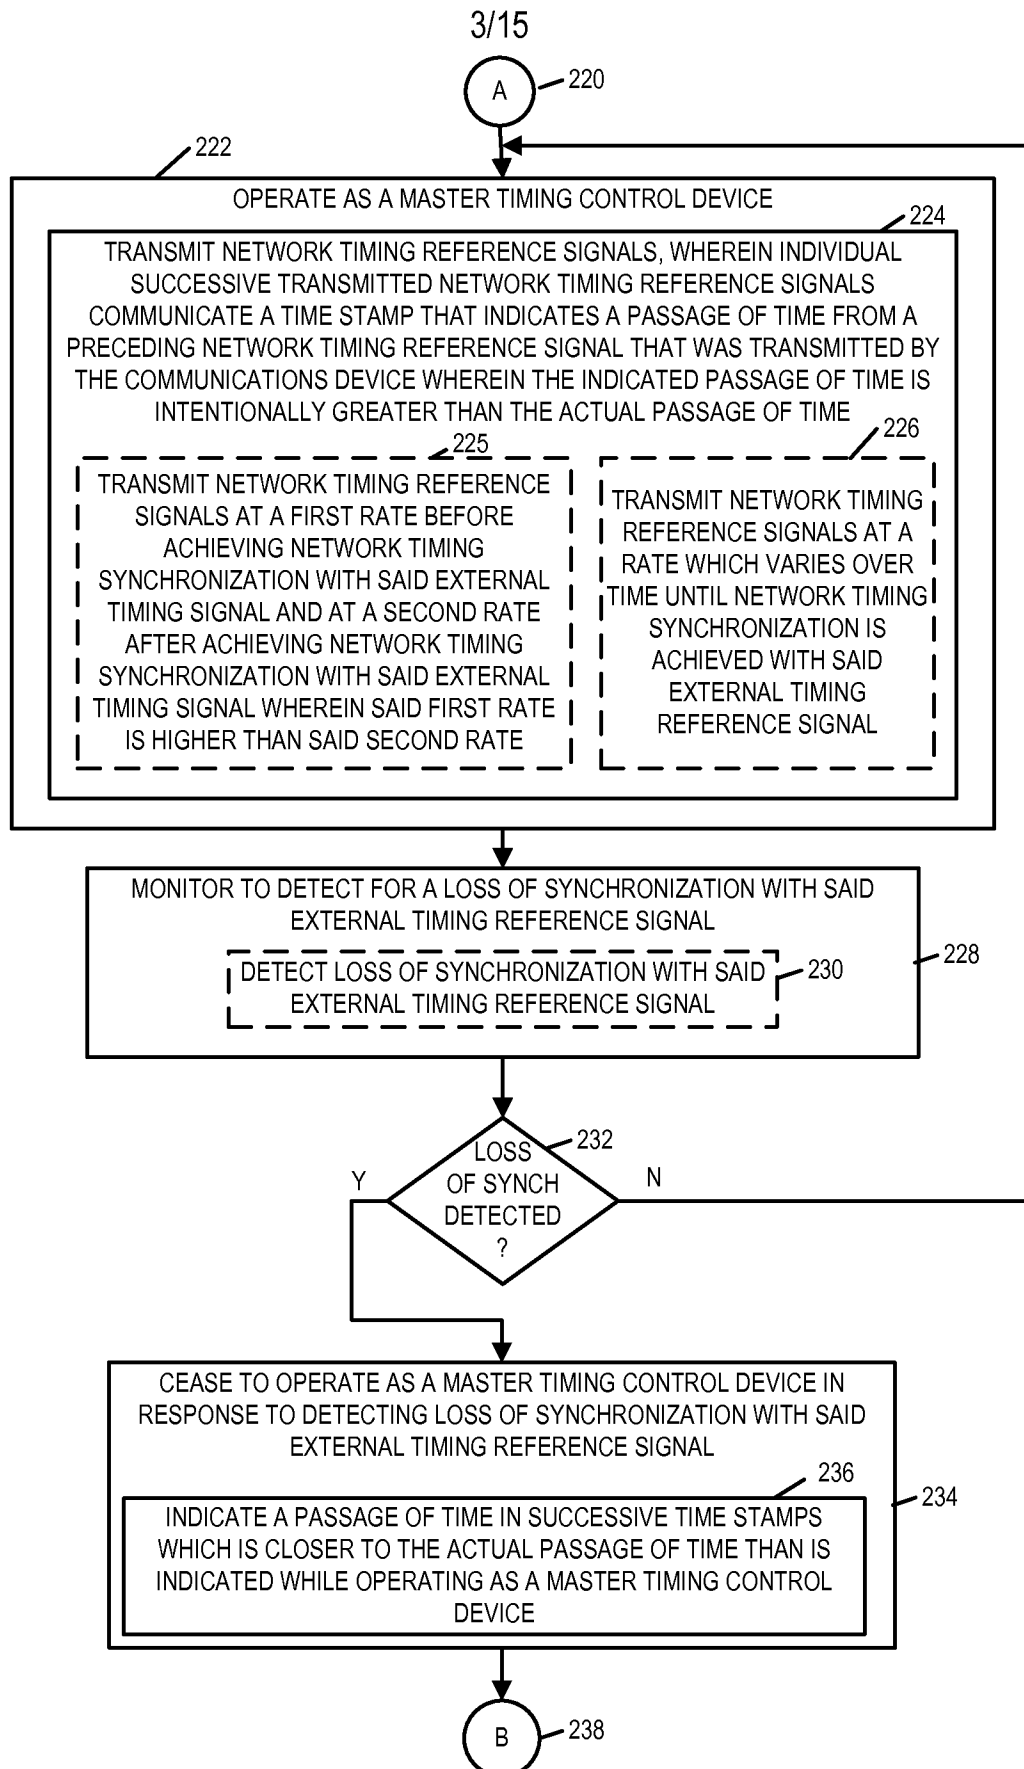 3/15
A
220
222
OPERATE AS A MASTER TIMING CONTROL DEVICE
224
TRANSMIT NETWORK TIMING REFERENCE SIGNALS, WHEREIN INDIVIDUAL
SUCCESSIVE TRANSMITTED NETWORK TIMING REFERENCE SIGNALS
COMMUNICATE A TIME STAMP THAT INDICATES A PASSAGE OF TIME FROM A
PRECEDING NETWORK TIMING REFERENCE SIGNAL THAT WAS TRANSMITTED BY
THE COMMUNICATIONS DEVICE WHEREIN THE INDICATED PASSAGE OF TIME IS
INTENTIONALLY GREATER THAN THE ACTUAL PASSAGE OF TIME
225
TRANSMIT NETWORK TIMING REFERENCE
SIGNALS AT A FIRST RATE BEFORE
ACHIEVING NETWORK TIMING
SYNCHRONIZATION WITH SAID EXTERNAL
TIMING SIGNAL AND AT A SECOND RATE
AFTER ACHIEVING NETWORK TIMING
SYNCHRONIZATION WITH SAID EXTERNAL
TIMING SIGNAL WHEREIN SAID FIRST RATE
IS HIGHER THAN SAID SECOND RATE
226
TRANSMIT NETWORK TIMING
REFERENCE SIGNALS AT A
RATE WHICH VARIES OVER
TIME UNTIL NETWORK TIMING
SYNCHRONIZATION IS
ACHIEVED WITH SAID
EXTERNAL TIMING
REFERENCE SIGNAL
MONITOR TO DETECT FOR A LOSS OF SYNCHRONIZATION WITH SAID
EXTERNAL TIMING REFERENCE SIGNAL
228
DETECT LOSS OF SYNCHRONIZATION WITH SAID
EXTERNAL TIMING REFERENCE SIGNAL
230
232
LOSS
OF SYNCH
DETECTED
?
Y
N
CEASE TO OPERATE AS A MASTER TIMING CONTROL DEVICE IN
RESPONSE TO DETECTING LOSS OF SYNCHRONIZATION WITH SAID
EXTERNAL TIMING REFERENCE SIGNAL
234
236
INDICATE A PASSAGE OF TIME IN SUCCESSIVE TIME STAMPS
WHICH IS CLOSER TO THE ACTUAL PASSAGE OF TIME THAN IS
INDICATED WHILE OPERATING AS A MASTER TIMING CONTROL
DEVICE
B
238